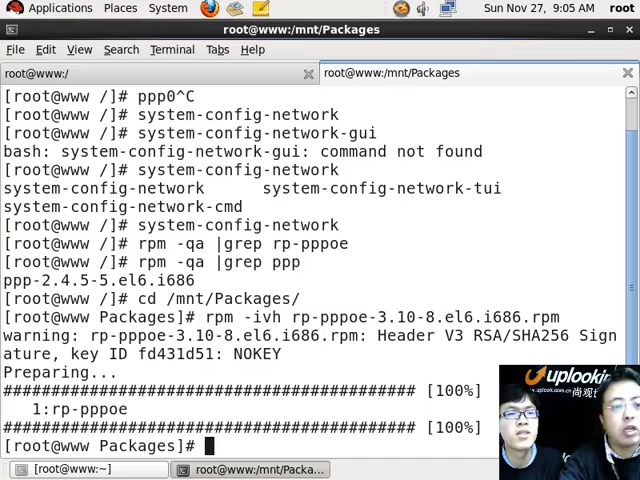 Applications Places System Sun Nov 27, 9:05 AM root
root@www:/mnt/Packages
File Edit View Search Terminal Tabs Help
root@www:/ root@www:/mnt/Packages
[root@www /]# ppp0^C
[root@www /]# system-config-network
[root@www /]# system-config-network-gui
bash: system-config-network-gui: command not found
[root@www /]# system-config-network
system-config-network system-config-network-tui
system-config-network-cmd
[root@www /]# system-config-network
[root@www /]# rpm -qa |grep rp-pppoe
[root@www /]# rpm -qa |grep ppp
ppp-2.4.5-5.el6.i686
[root@www /]# cd /mnt/Packages/
[root@www Packages]# rpm -ivh rp-pppoe-3.10-8.el6.i686.rpm
warning: rp-pppoe-3.10-8.el6.i686.rpm: Header V3 RSA/SHA256 Sign
ature, key ID fd431d51: NOKEY
Preparing...
########################################### [100%]
1:rp-pppoe
########################################### [100%]
[root@www Packages]#
uplooking
www.uplook.cn
[root@www:~] root@www:/mnt/Packa...